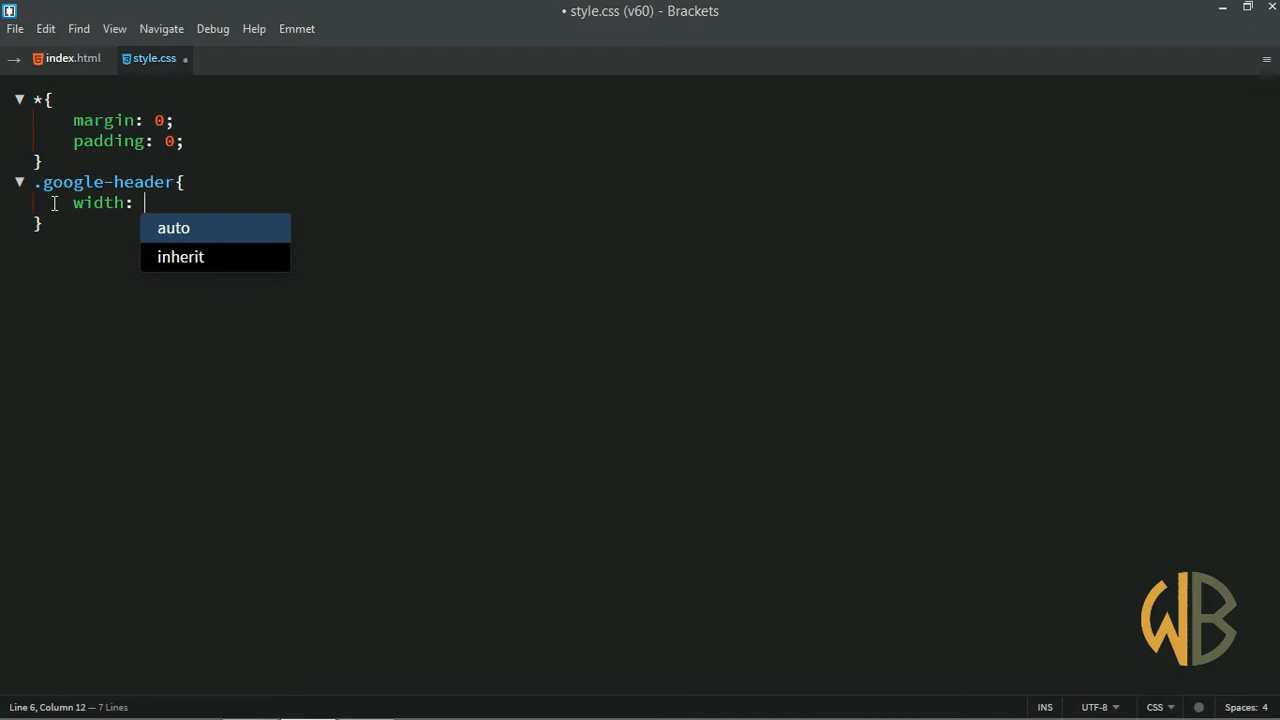 • style.css (v60) - Brackets
File Edit Find View Navigate Debug Help Emmet
index.html style.css
*{
margin: 0;
padding: 0;
}
.google-header{
width:
}
auto
inherit
WB
Line 6, Column 12 — 7 Lines
INS UTF-8 CSS Spaces: 4